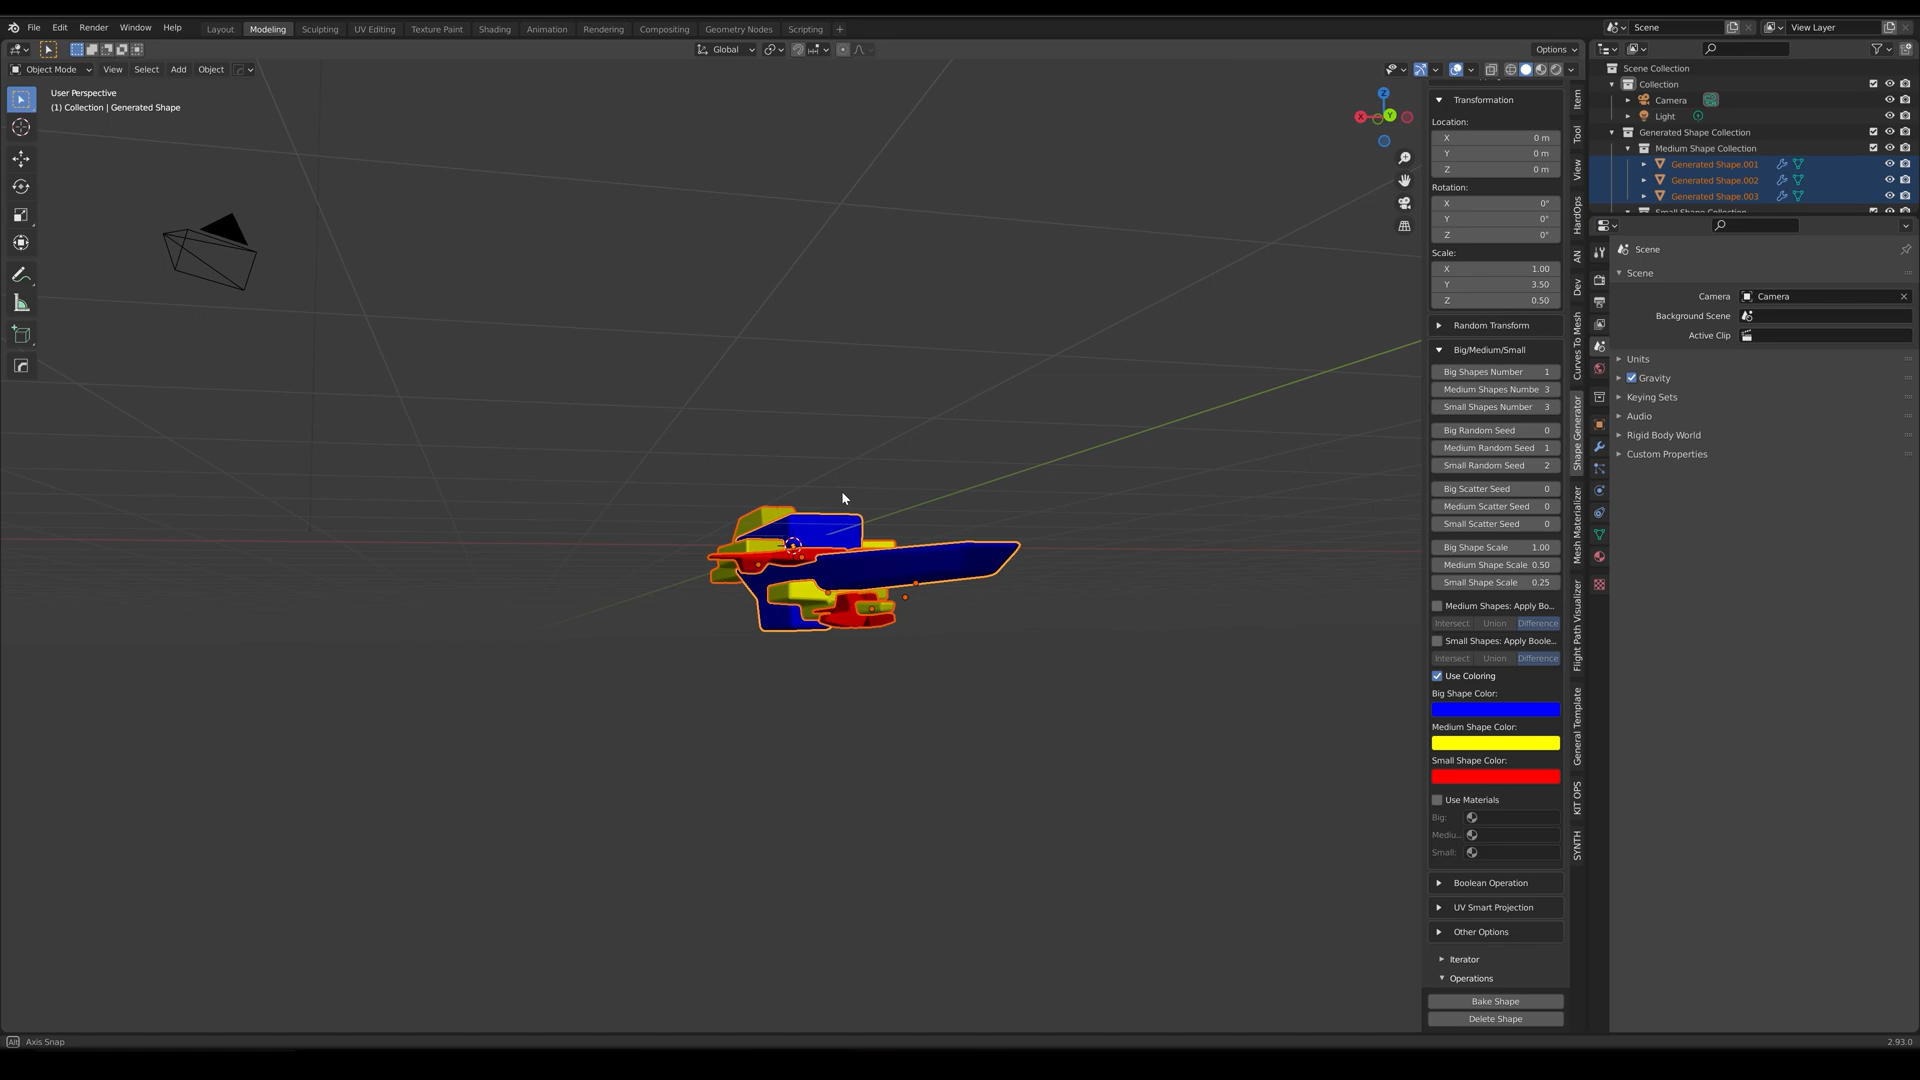 File Edit Render Window Help
Layout Modeling Sculpting UV Editing Texture Paint Shading Animation Rendering Compositing Geometry Nodes Scripting +
Scene
View Layer
Global
Options
Object Mode View Select Add Object
User Perspective
(1) Collection | Generated Shape
Z
X
Y
Transformation
Location:
X 0 m
Y 0 m
Z 0 m
Rotation:
X 0°
Y 0°
Z 0°
Scale:
X 1.00
Y 3.50
Z 0.50
Random Transform
Big/Medium/Small
Big Shapes Number 1
Medium Shapes Numbe 3
Small Shapes Number 3
Big Random Seed 0
Medium Random Seed 1
Small Random Seed 2
Big Scatter Seed 0
Medium Scatter Seed 0
Small Scatter Seed 0
Big Shape Scale 1.00
Medium Shape Scale 0.50
Small Shape Scale 0.25
Medium Shapes: Apply Bo...
Intersect Union Difference
Small Shapes: Apply Boole...
Intersect Union Difference
Use Coloring
Big Shape Color:
Medium Shape Color:
Small Shape Color:
Use Materials
Big:
Mediu...
Small:
Boolean Operation
UV Smart Projection
Other Options
Iterator
Operations
Bake Shape
Delete Shape
Item
Tool
View
HardOps
AN
Dev
Curves To Mesh
Shape Generator
Mesh Materializer
Flight Path Visualizer
General Template
KIT OPS
SYNTH
Scene Collection
Collection
Camera
Light
Generated Shape Collection
Medium Shape Collection
Generated Shape.001
Generated Shape.002
Generated Shape.003
Small Shape Collection
Scene
Scene
Camera Camera
Background Scene
Active Clip
Units
Gravity
Keying Sets
Audio
Rigid Body World
Custom Properties
Alt Axis Snap
2.93.0